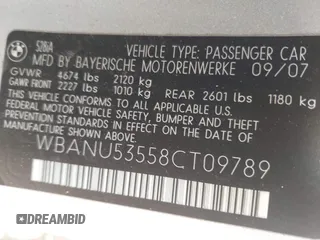 528iA VEHICLE TYPE: PASSENGER CAR
MFD BY BAYERISCHE MOTORENWERKE 09/07
GVWR 4674 lbs 2120 kg
GAWR FRONT 2227 lbs 1010 kg REAR 2601 lbs 1180 kg
THIS VEHICLE CONFORMS TO ALL APPLICABLE
FEDERAL MOTOR VEHICLE SAFETY, BUMPER,
AND THEFT PREVENTION STANDARDS
IN EFFECT ON THE DATE OF
MANUFACTURE SHOWN ABOVE.
WBANU53558CT09789